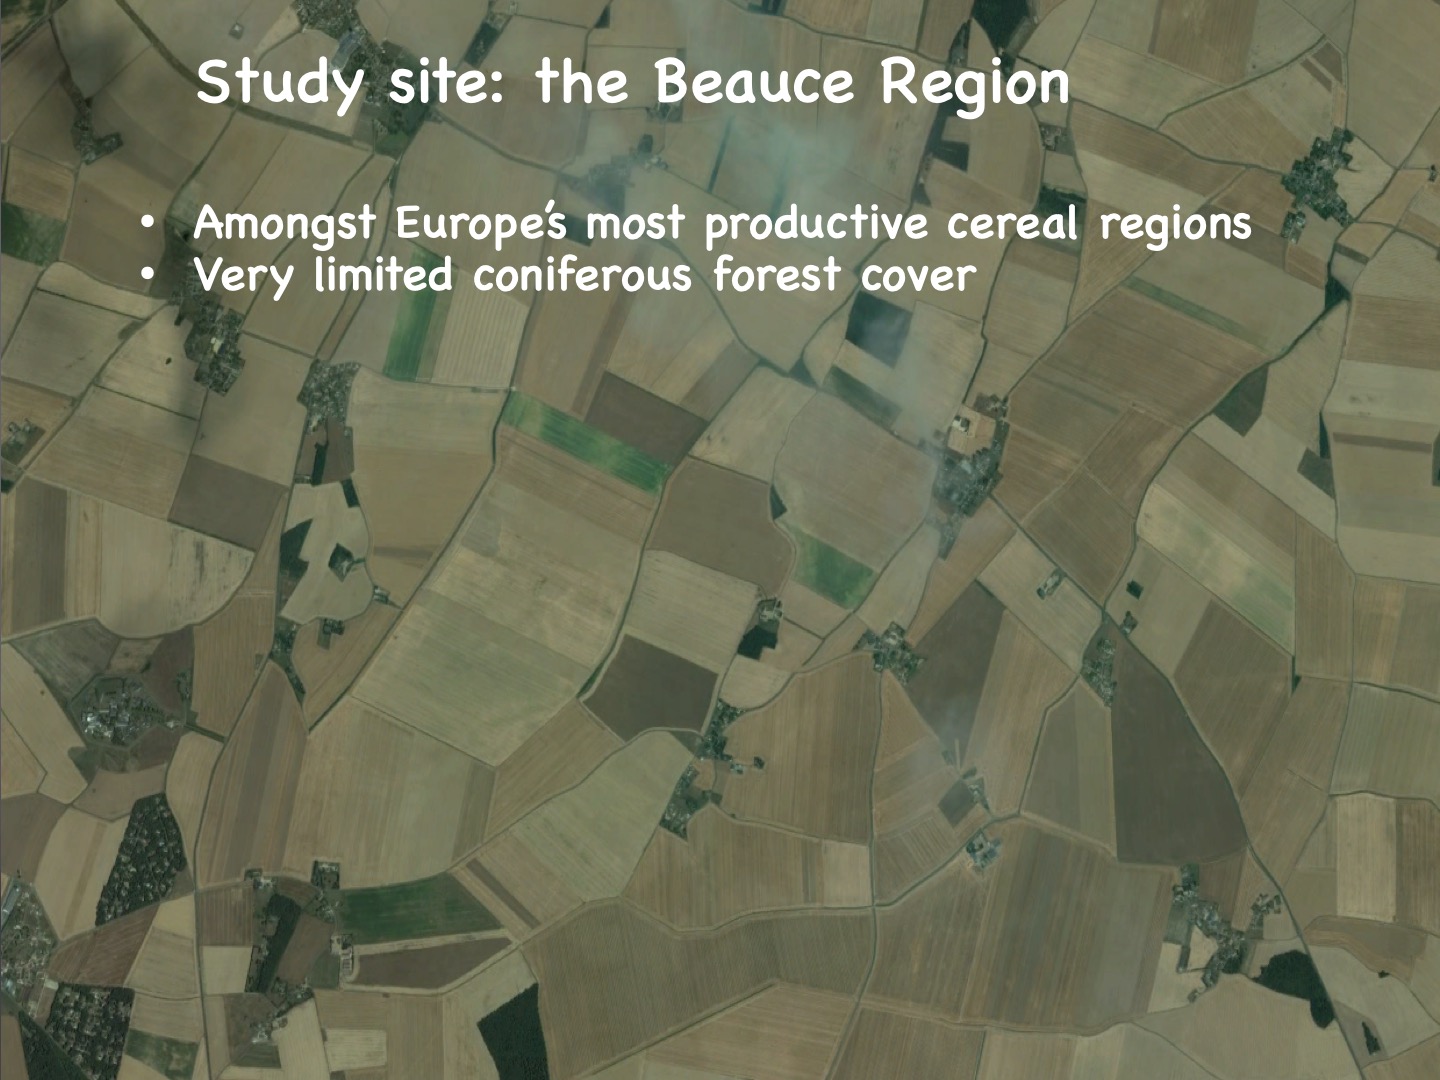 Study site: the Beauce Region
• Amongst Europe's most productive cereal regions
• Very limited coniferous forest cover